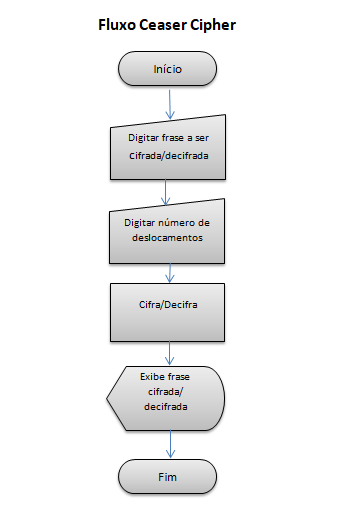 Fluxo Ceaser Cipher
Início
Digitar frase a ser
Cifrada/decifrada
Digitar número de
deslocamentos
Cifra/Decifra
Exibe frase
cifrada/
decifrada
Fim